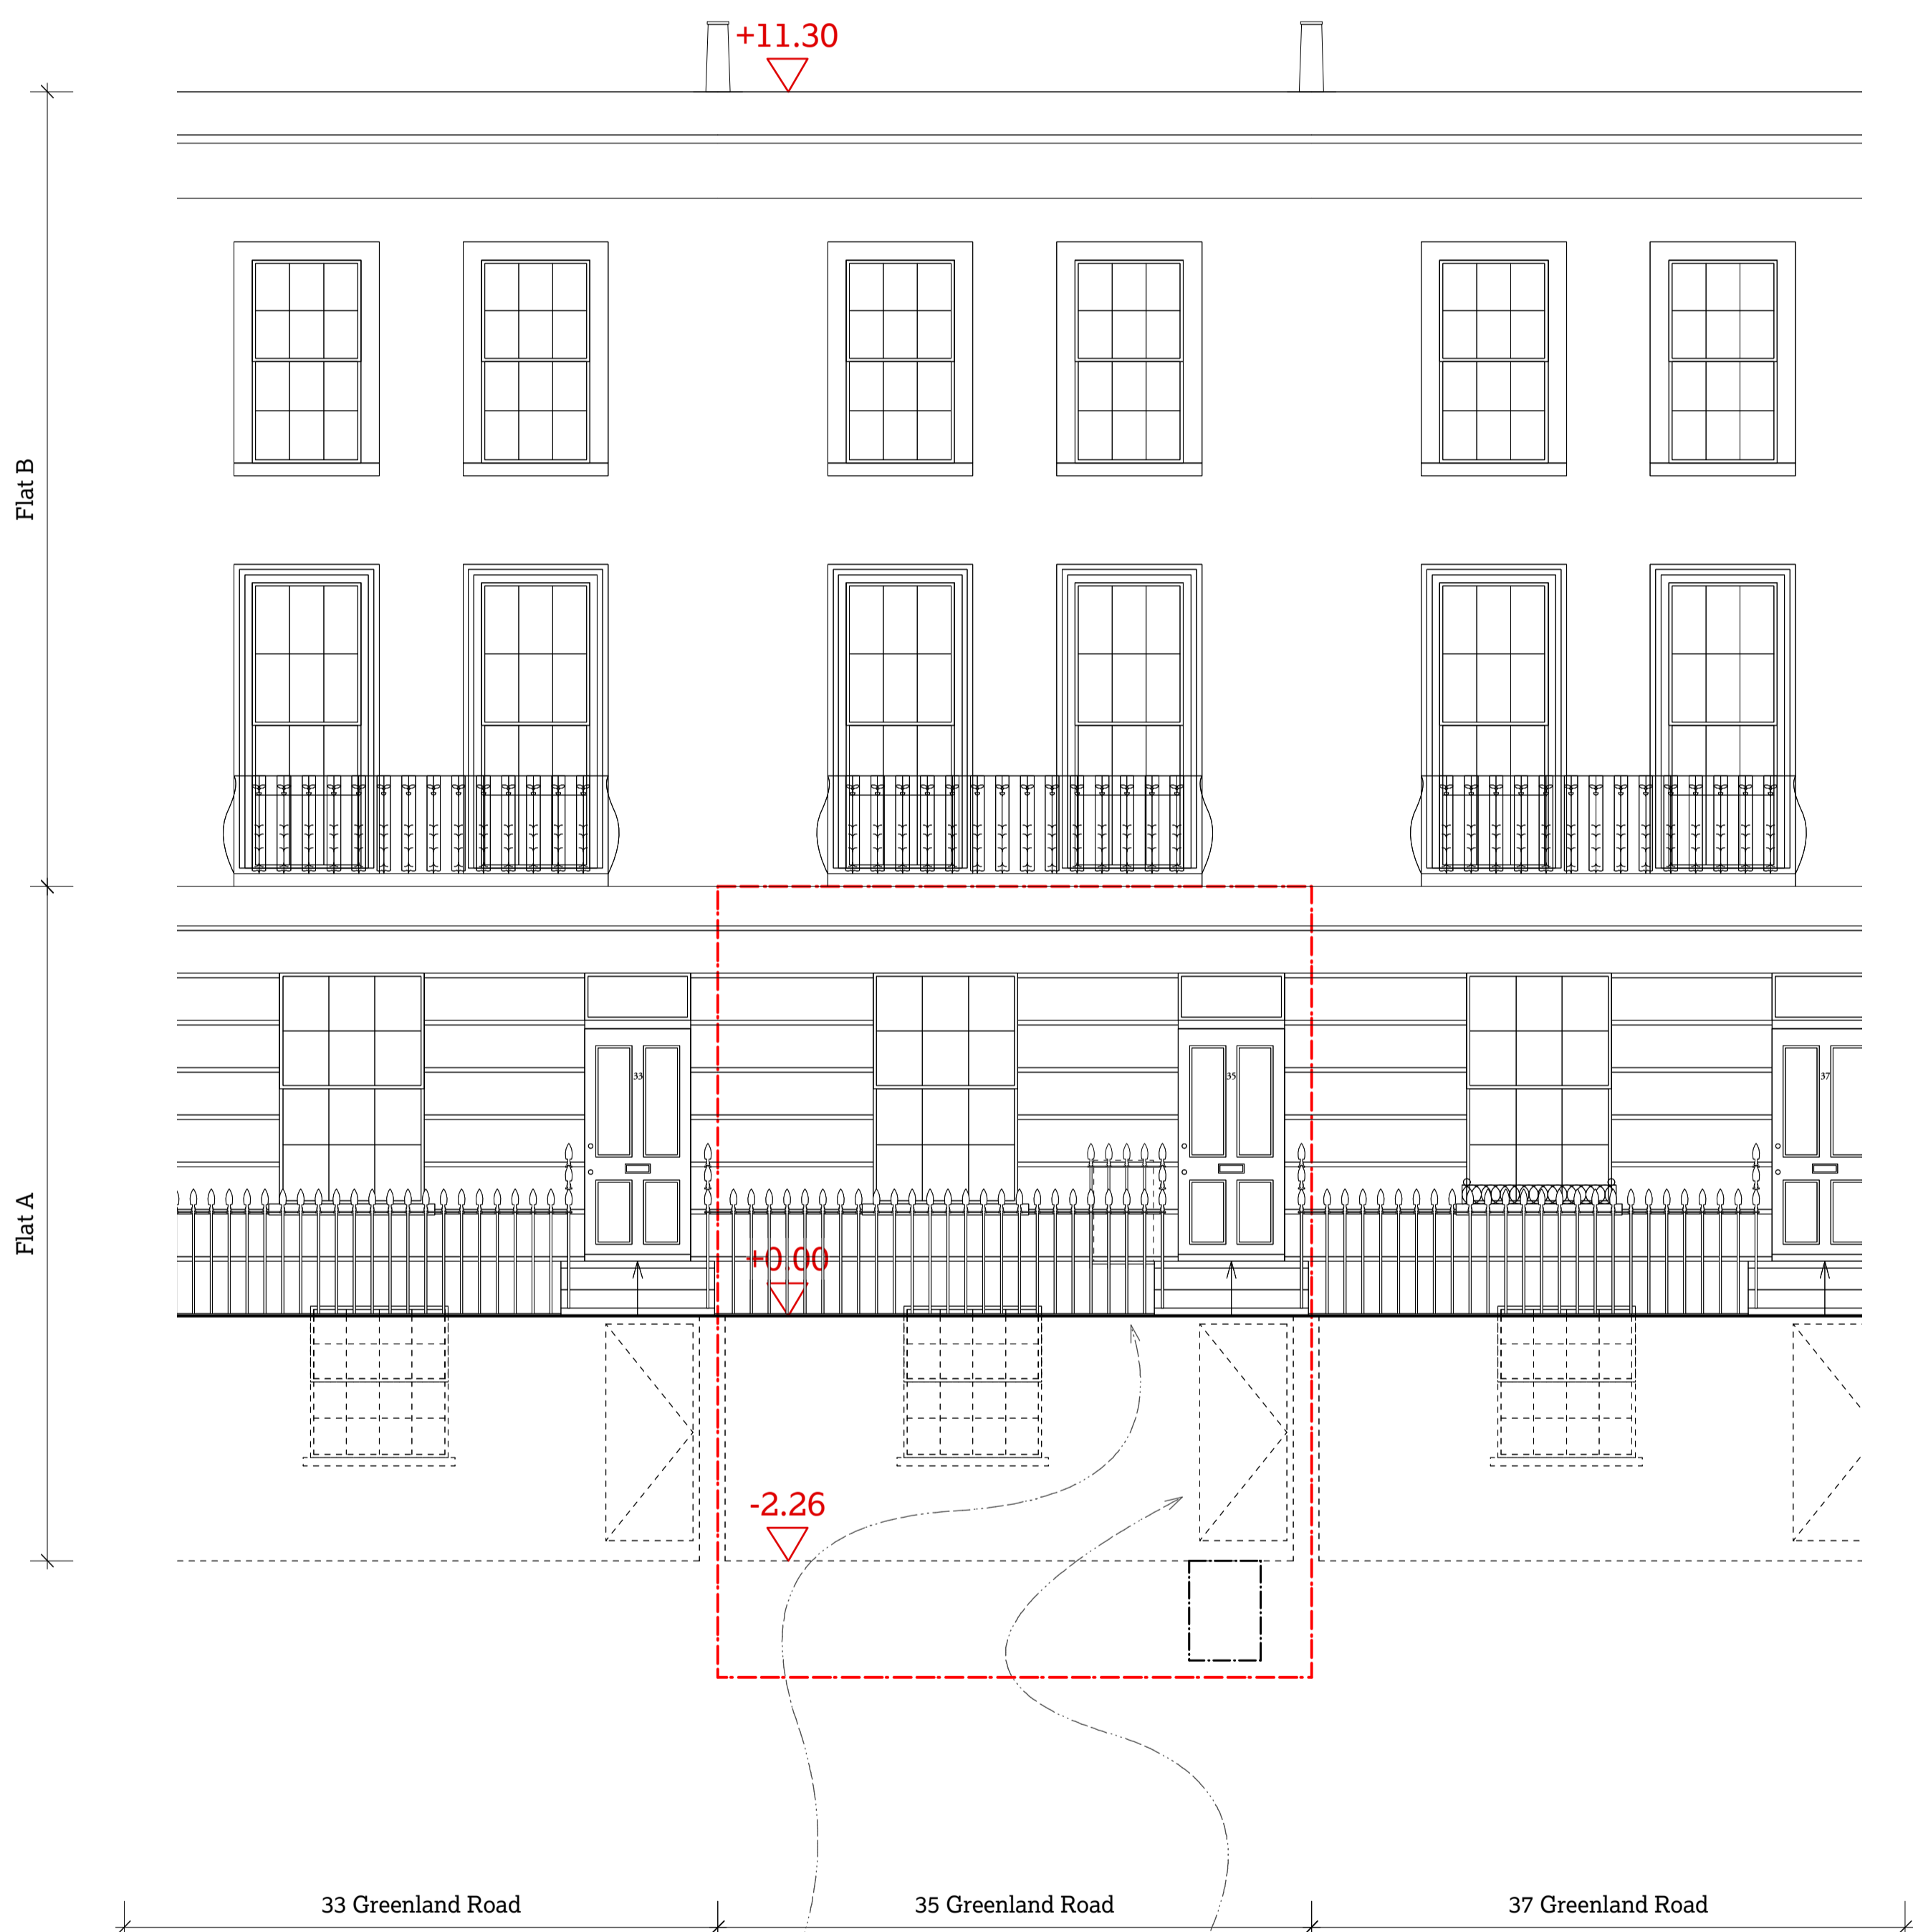 +11.30
Flat B
33
35
37
Flat A
+0.00
-2.26
33 Greenland Road
35 Greenland Road
37 Greenland Road